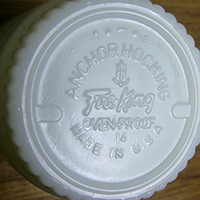 ANCHOR HOCKING
Fire-King
OVEN-PROOF
14
MADE IN U.S.A